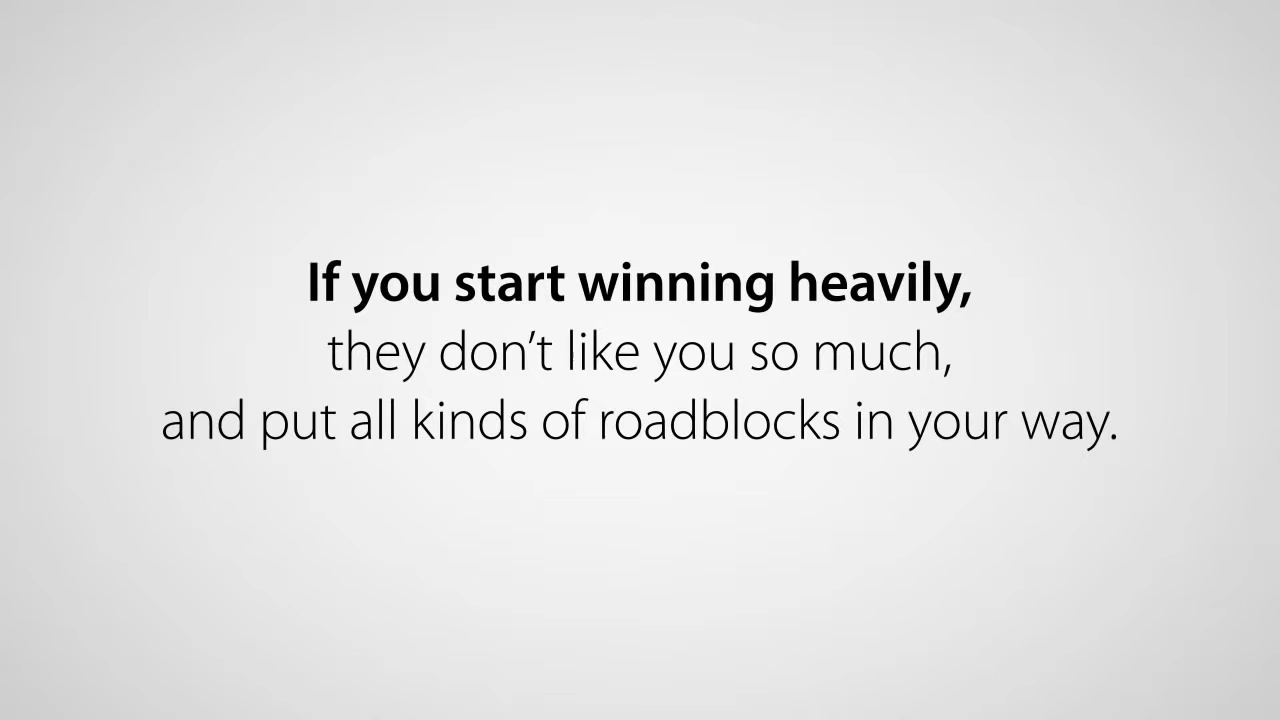 If you start winning heavily,
they don’t like you so much,
and put all kinds of roadblocks in your way.